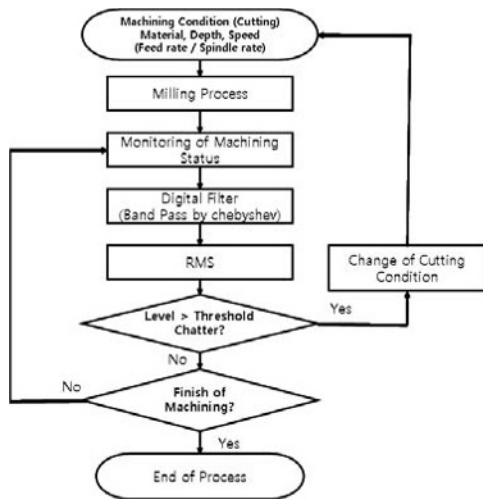 Machining Condition (Cutting)
Material, Depth, Speed
(Feed rate / Spindle rate)
Milling Process
Monitoring of Machining
Status
Digital Filter
(Band Pass by chebyshev)
RMS
Change of Cutting
Condition
Level > Threshold
Chatter?
Yes
No
No
Finish of
Machining?
Yes
End of Process